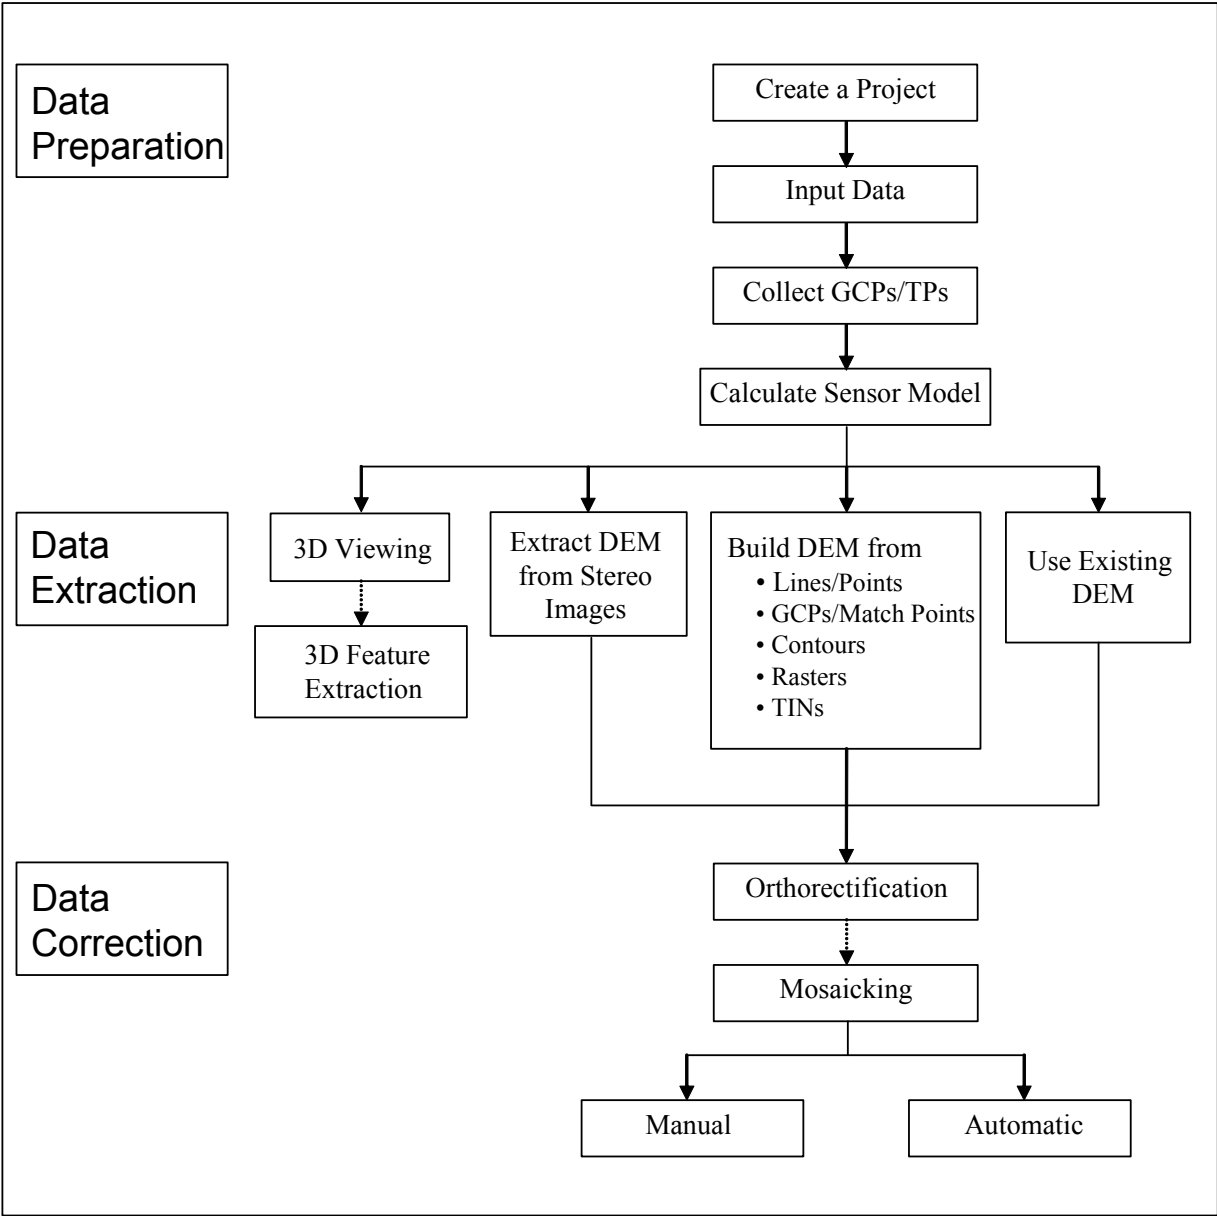 Data
Preparation
Create a Project
Input Data
Collect GCPs/TPs
Calculate Sensor Model
Data
Extraction
3D Viewing
3D Feature
Extraction
Extract DEM
from Stereo
Images
Build DEM from
• Lines/Points
• GCPs/Match Points
• Contours
• Rasters
• TINs
Use Existing
DEM
Data
Correction
Orthorectification
Mosaicking
Manual
Automatic